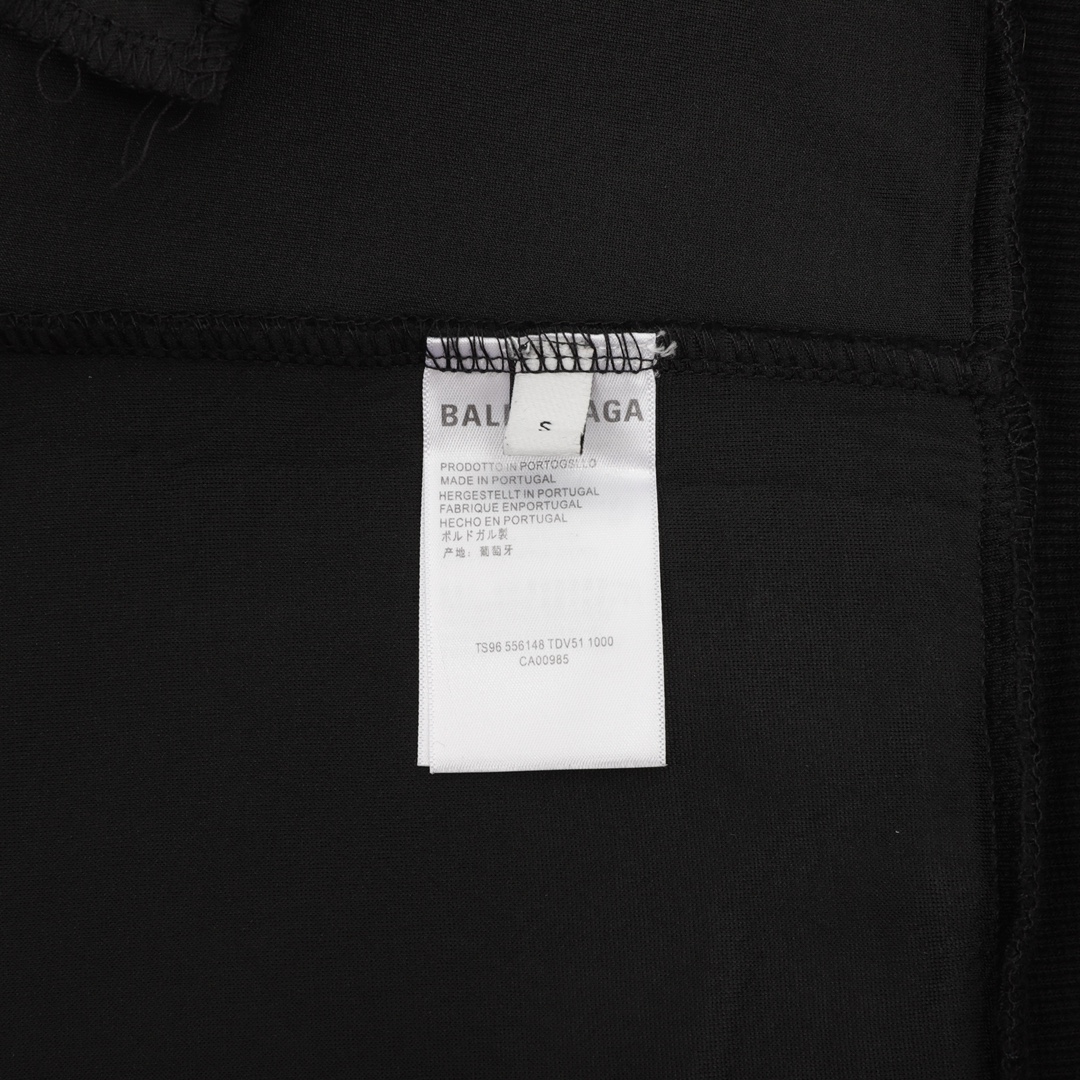 BAL AGA
S
PRODOTTO IN PORTOGSLLO
MADE IN PORTUGAL
HERGESTELLT IN PORTUGAL
FABRIQUE ENPORTUGAL
HECHO EN PORTUGAL
ポルドガル製
产地：葡萄牙
TS96 556148 TDV51 1000
CA00985